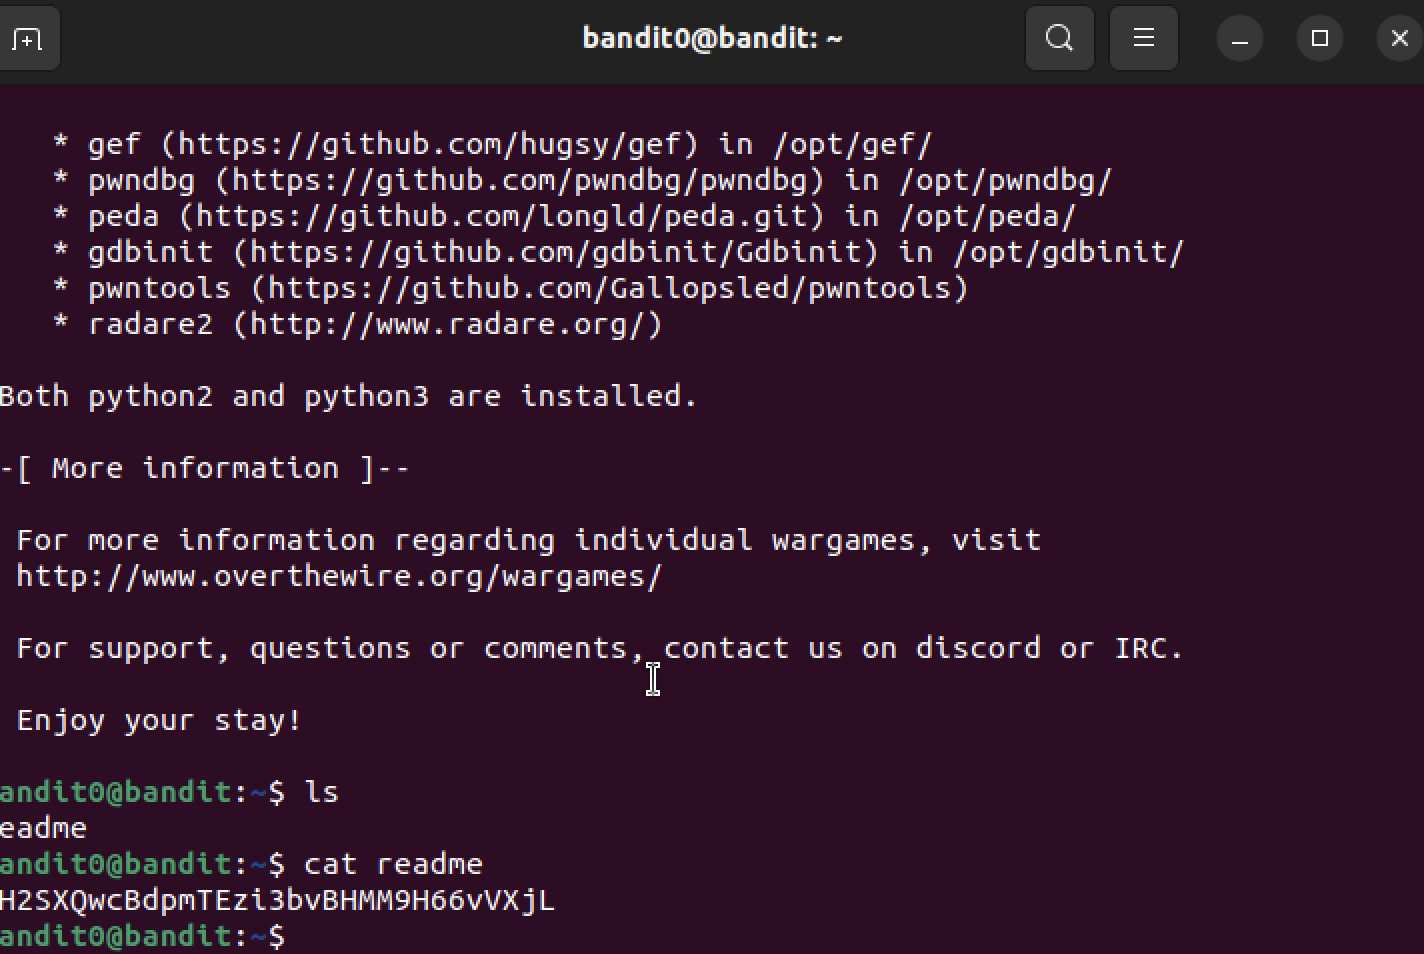 bandit0@bandit: ~
* gef (https://github.com/hugsy/gef) in /opt/gef/
* pwndbg (https://github.com/pwndbg/pwndbg) in /opt/pwndbg/
* peda (https://github.com/longld/peda.git) in /opt/peda/
* gdbinit (https://github.com/gdbinit/Gdbinit) in /opt/gdbinit/
* pwntools (https://github.com/Gallopsled/pwntools)
* radare2 (http://www.radare.org/)
Both python2 and python3 are installed.
-[ More information ]--
For more information regarding individual wargames, visit
http://www.overthewire.org/wargames/
For support, questions or comments, contact us on discord or IRC.
Enjoy your stay!
andit0@bandit:~$ ls
eadme
andit0@bandit:~$ cat readme
H2SXQwcBdpmTEzi3bvBHMM9H66vVXjL
andit0@bandit:~$